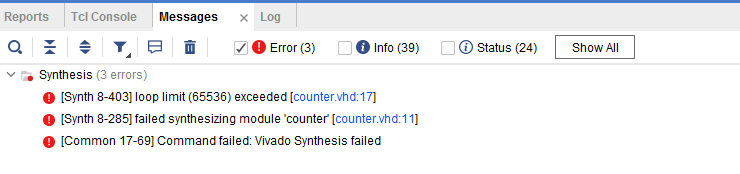 Reports Tcl Console Messages × Log
Error (3) Info (39) Status (24) Show All
Synthesis (3 errors)
[Synth 8-403] loop limit (65536) exceeded [counter.vhd:17]
[Synth 8-285] failed synthesizing module 'counter' [counter.vhd:11]
[Common 17-69] Command failed: Vivado Synthesis failed